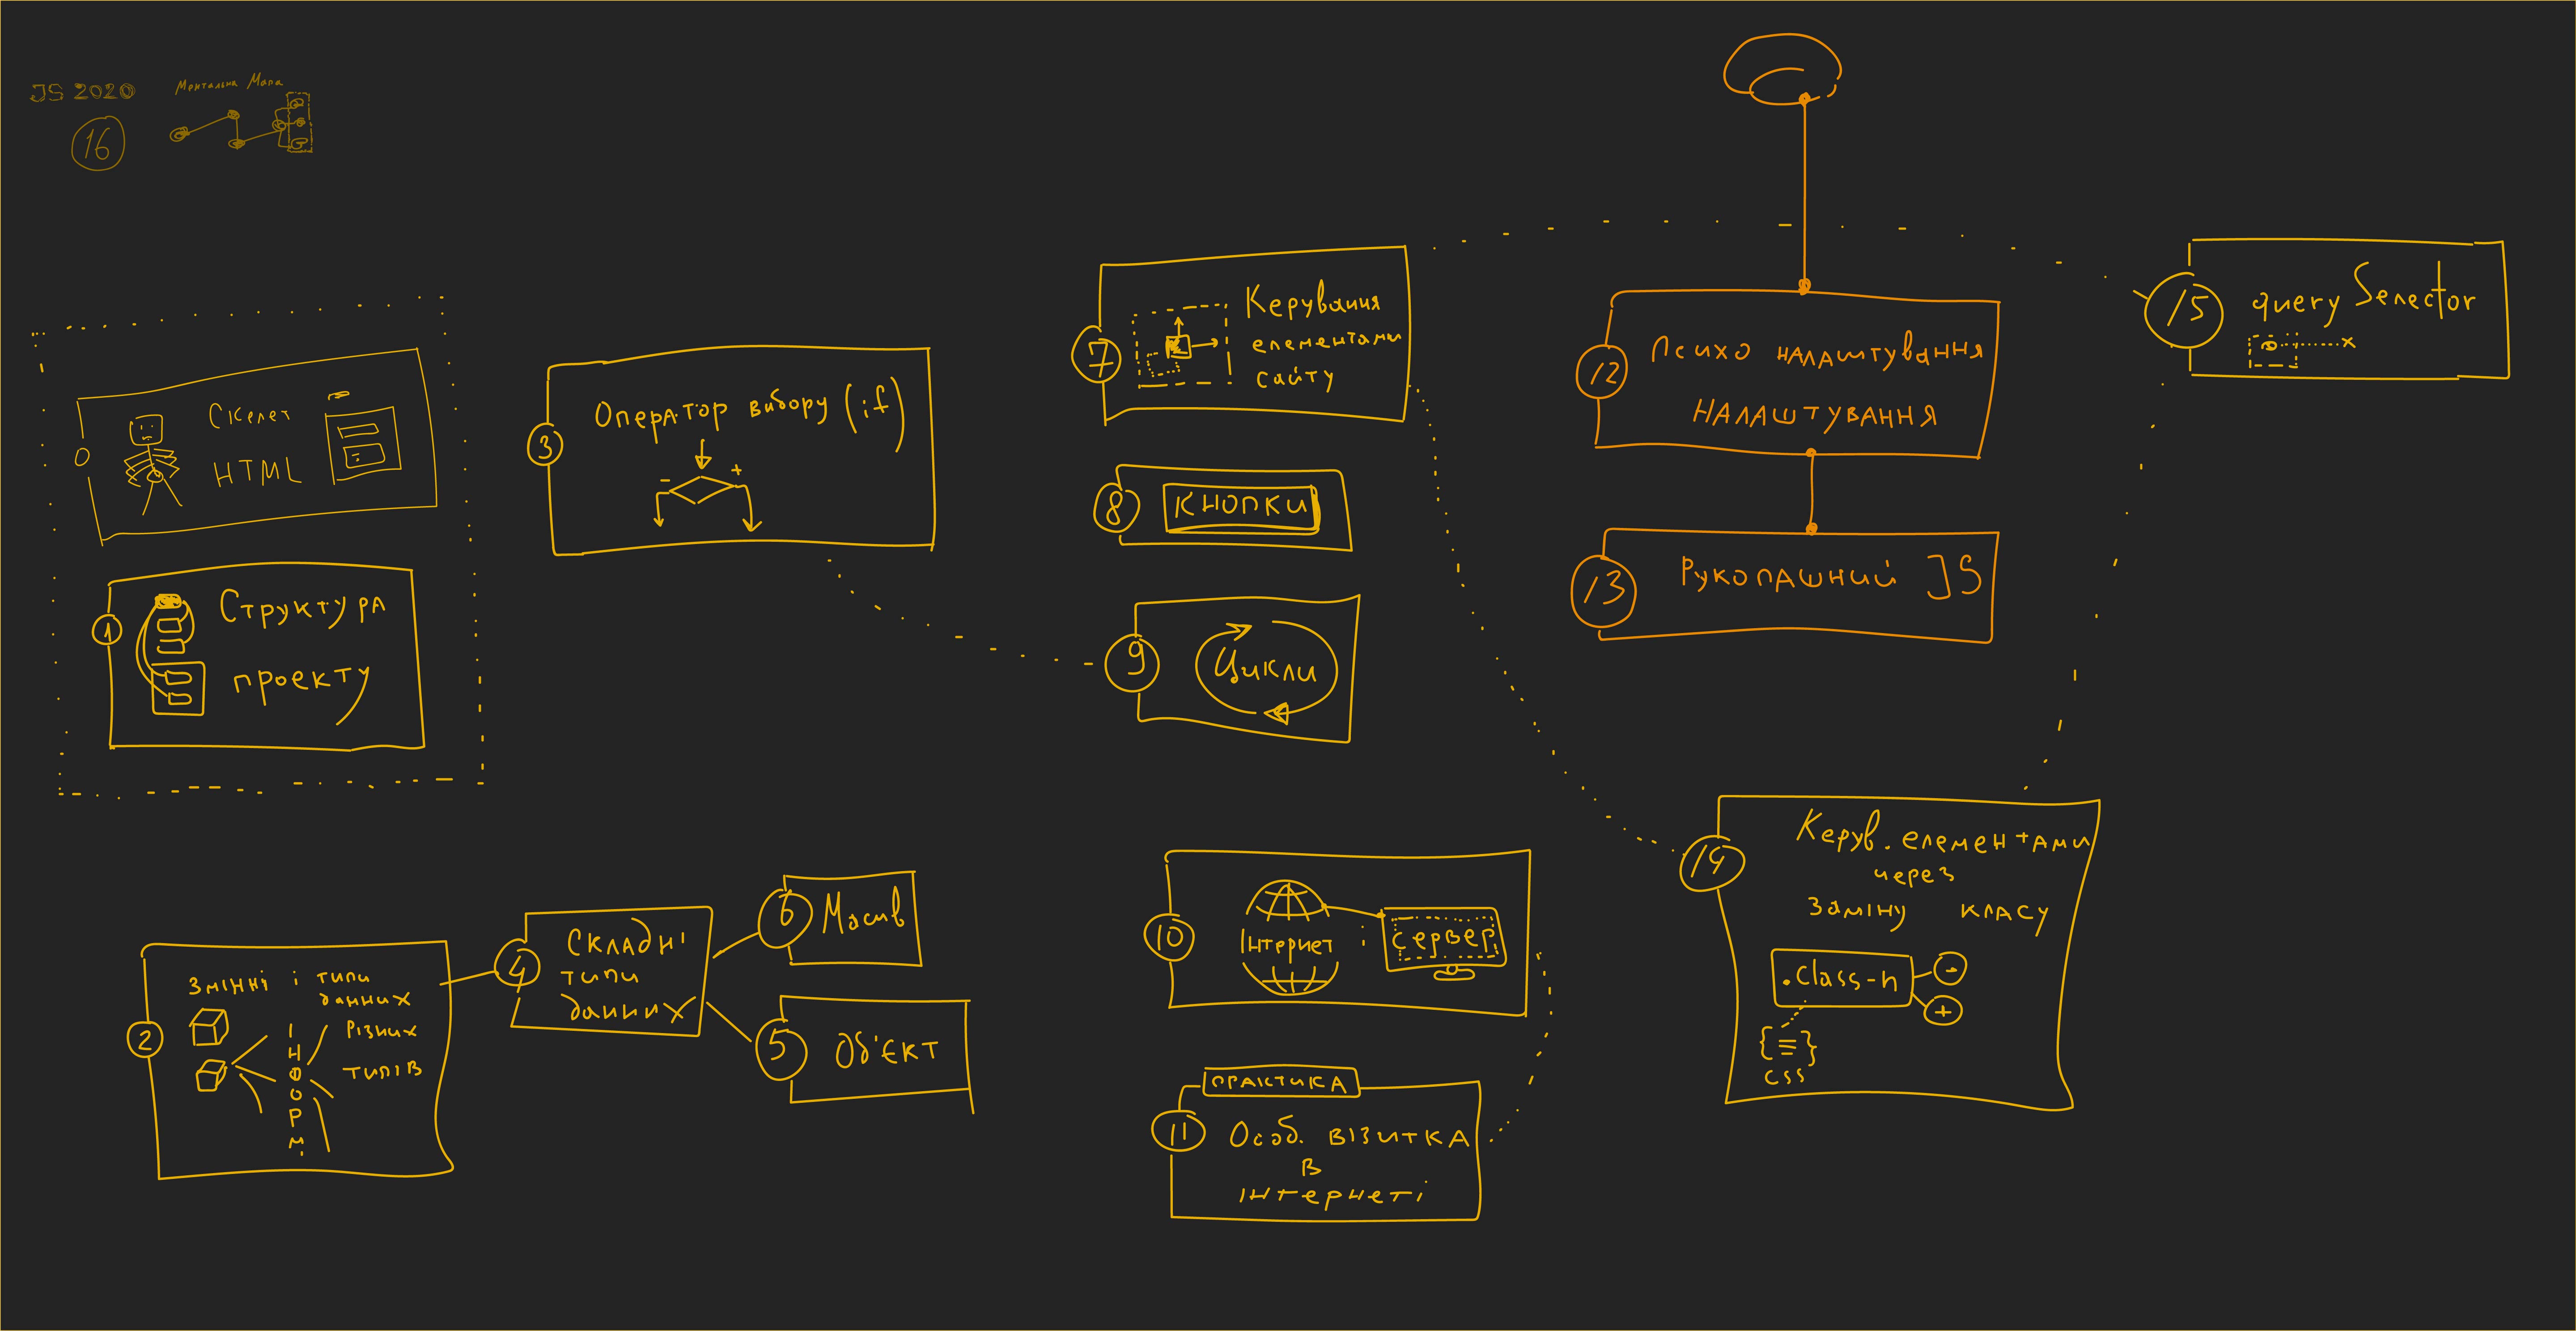 JS 2020
Ментальна Мапа
16
0
Скелет
HTML
1
Структура
проекту
2
Змінні і типи
данних
Різних
типів
І
Н
Ф
О
Р
М.
3
Оператор вибору (if)
-
+
4
Складні
типи
данних
6
Масив
5
Об'єкт
7
Керування
елементами
сайту
8
КНОПКИ
9
Цикли
10
Інтернет
Сервер
ПРАКТИКА
11
Особ. візитка
в
інтернеті
12
Психо налаштування
НАЛАШТУВАННЯ
13
Рукопашний JS
14
Керув. елементами
через
заміну класу
.class-n
-
+
{≡}
css
15
query Selector
x